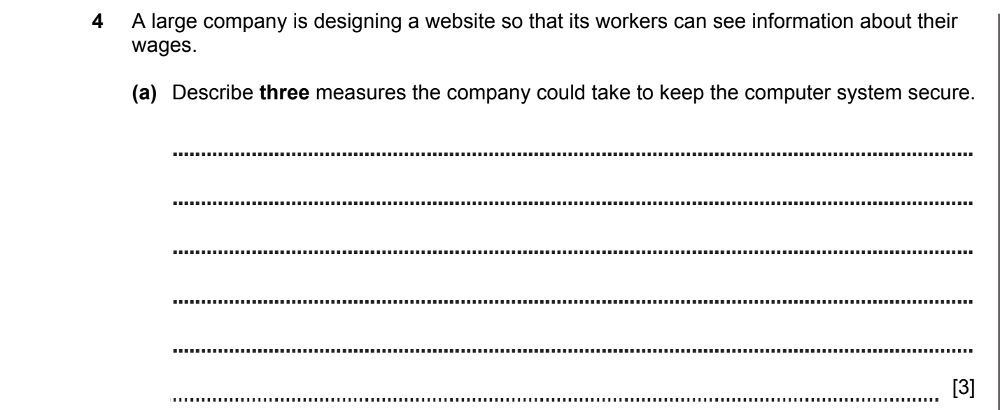 4 A large company is designing a website so that its workers can see information about their
wages.
(a) Describe three measures the company could take to keep the computer system secure.
[3]